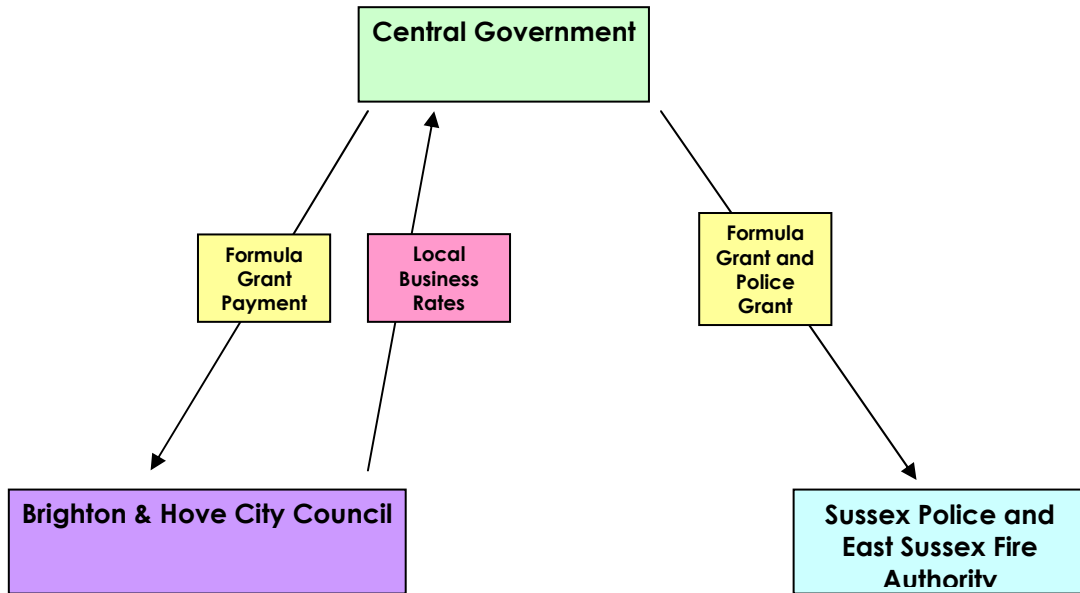 Central Government
Formula
Grant
Payment
Local
Business
Rates
Formula
Grant and
Police
Grant
Brighton & Hove City Council
Sussex Police and
East Sussex Fire
Authority